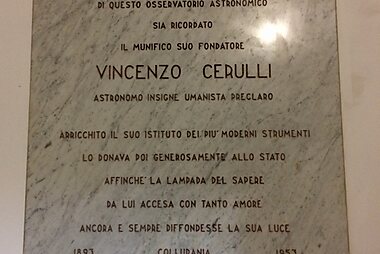 DI QUESTO OSSERVATORIO ASTRONOMICO
SIA RICORDATO
IL MUNIFICO SUO FONDATORE
VINCENZO CERULLI
ASTRONOMO INSIGNE UMANISTA PRECLARO
ARRICCHITO IL SUO ISTITUTO DEI PIU' MODERNI STRUMENTI
LO DONAVA POI GENEROSAMENTE ALLO STATO
AFFINCHE' LA LAMPADA DEL SAPERE
DA LUI ACCESA CON TANTO AMORE
ANCORA E SEMPRE DIFFONDESSE LA SUA LUCE
1893 COLLURANIA 1953